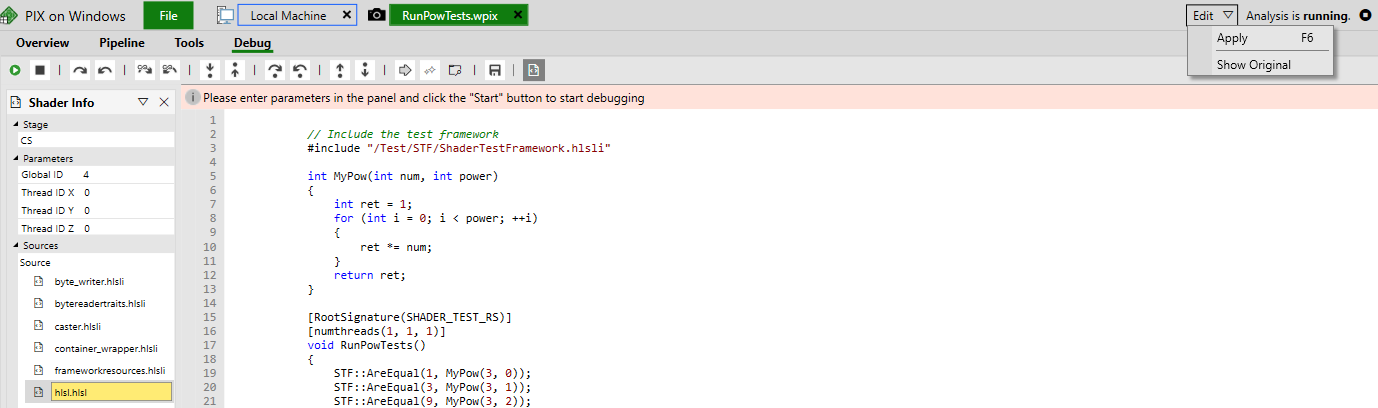 PIX on Windows File Local Machine RunPowTests.wpix Edit Analysis is running.
Apply F6
Show Original
Overview Pipeline Tools Debug
Shader Info
Please enter parameters in the panel and click the "Start" button to start debugging
Stage
CS
Parameters
Global ID 4
Thread ID X 0
Thread ID Y 0
Thread ID Z 0
Sources
Source
byte_writer.hlsli
bytereadertraits.hlsli
caster.hlsli
container_wrapper.hlsli
frameworkresources.hlsli
hlsl.hlsl
1
2 // Include the test framework
3 #include "/Test/STF/ShaderTestFramework.hlsli"
4
5 int MyPow(int num, int power)
6 {
7 int ret = 1;
8 for (int i = 0; i < power; ++i)
9 {
10 ret *= num;
11 }
12 return ret;
13 }
14
15 [RootSignature(SHADER_TEST_RS)]
16 [numthreads(1, 1, 1)]
17 void RunPowTests()
18 {
19 STF::AreEqual(1, MyPow(3, 0));
20 STF::AreEqual(3, MyPow(3, 1));
21 STF::AreEqual(9, MyPow(3, 2));